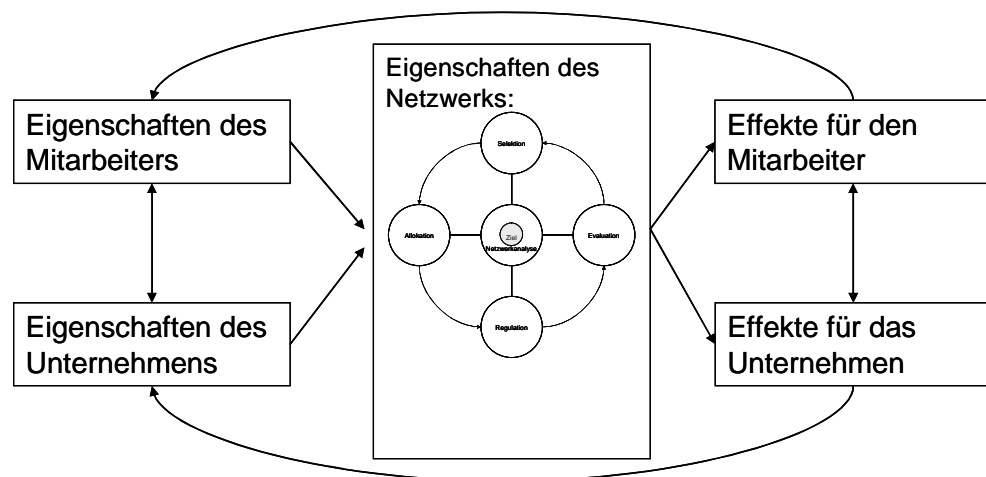 Eigenschaften des
Netzwerks:
Eigenschaften des
Mitarbeiters
Effekte für den
Mitarbeiter
Selektion
Allokation
Ziel
Netzwerkanalyse
Evaluation
Regulation
Eigenschaften des
Unternehmens
Effekte für das
Unternehmen